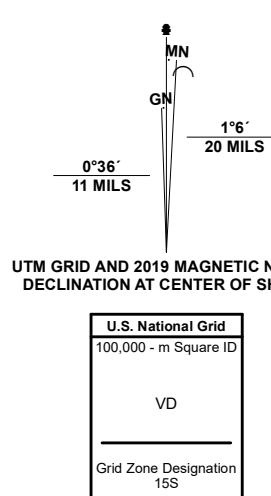 MN
GN
1°6´
20 MILS
0°36´
11 MILS
UTM GRID AND 2019 MAGNETIC
DECLINATION AT CENTER OF
U.S. National Grid
100,000 - m Square ID
VD
Grid Zone Designation
15S